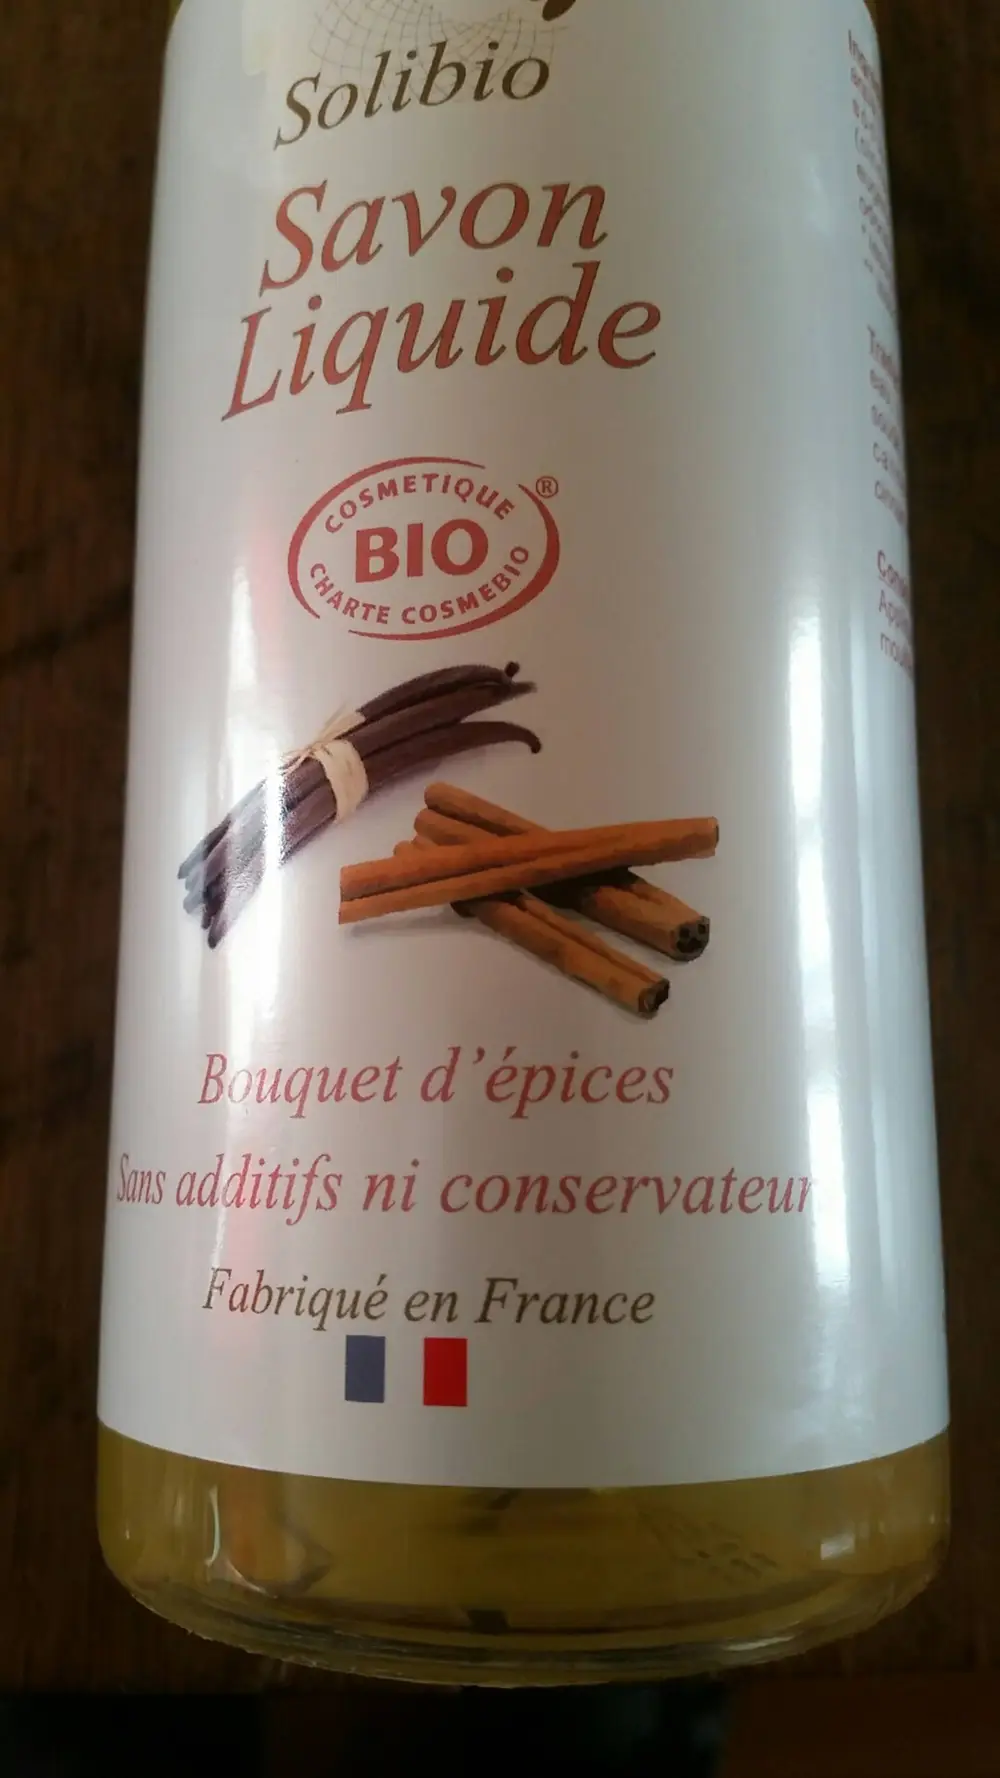 Solibio
Savon
Liquide
COSMETIQUE
BIO
®
CHARTE COSMEBIO
Bouquet d'épices
Sans additifs ni conservateur
Fabriqué en France